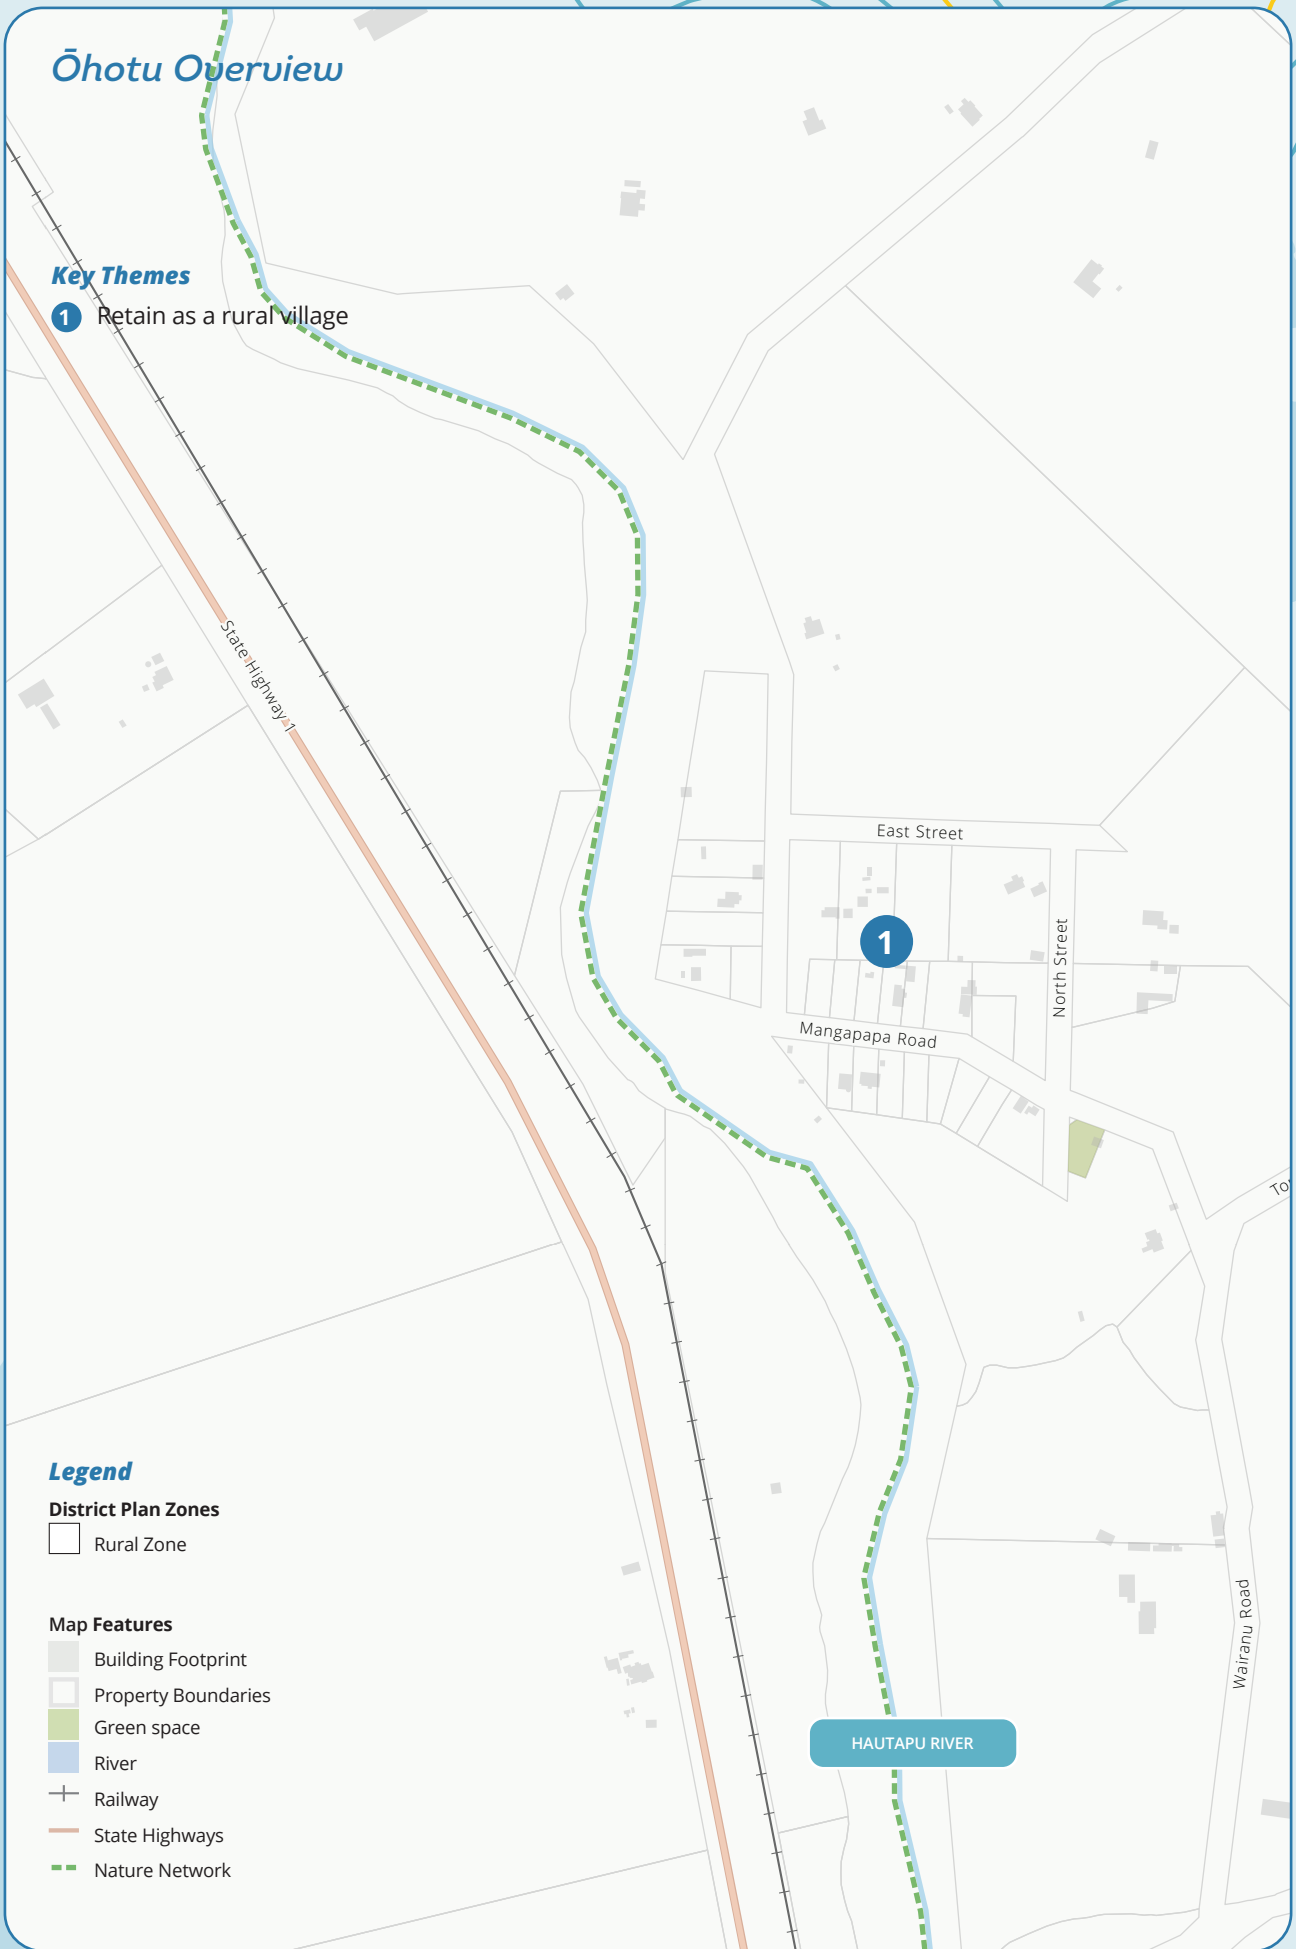 Ōhotu Overview
Key Themes
1 Retain as a rural village
State Highway 1
East Street
1
North Street
Mangapapa Road
Wairanu Road
HAUTAPU RIVER
Legend
District Plan Zones
Rural Zone
Map Features
Building Footprint
Property Boundaries
Green space
River
Railway
State Highways
Nature Network